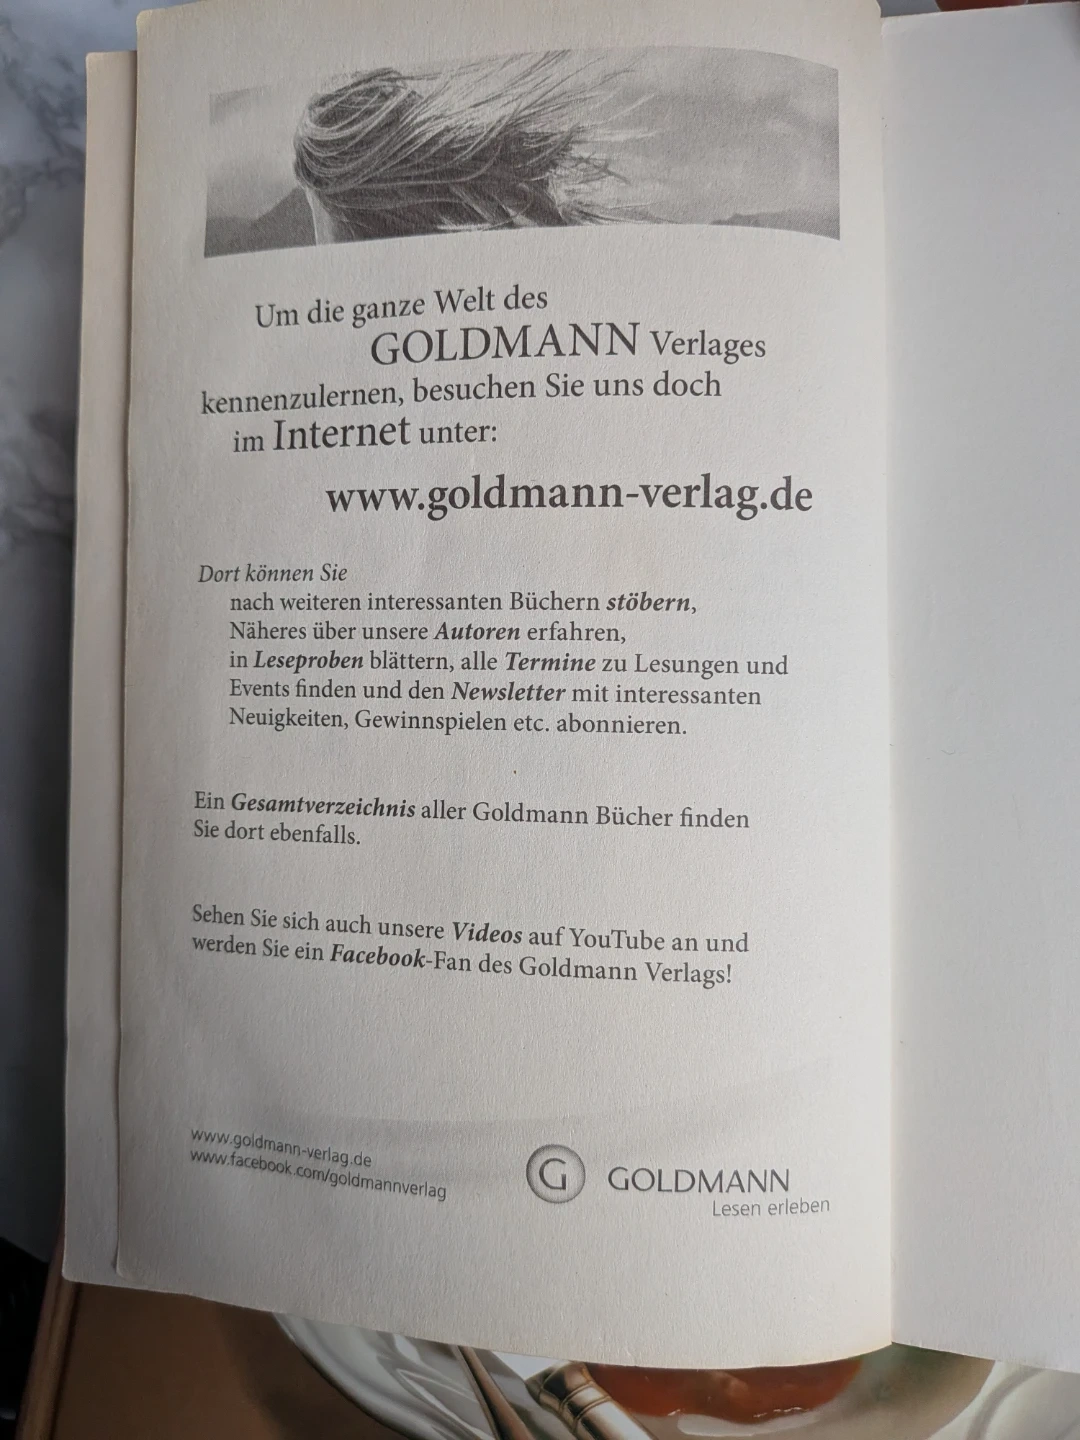 Um die ganze Welt des
GOLDMANN Verlages
kennenzulernen, besuchen Sie uns doch
im Internet unter:
www.goldmann-verlag.de
Dort können Sie
nach weiteren interessanten Büchern stöbern,
Näheres über unsere Autoren erfahren,
in Leseproben blättern, alle Termine zu Lesungen und
Events finden und den Newsletter mit interessanten
Neuigkeiten, Gewinnspielen etc. abonnieren.
Ein Gesamtverzeichnis aller Goldmann Bücher finden
Sie dort ebenfalls.
Sehen Sie sich auch unsere Videos auf YouTube an und
werden Sie ein Facebook-Fan des Goldmann Verlags!
www.goldmann-verlag.de
www.facebook.com/goldmannverlag
G GOLDMANN
Lesen erleben